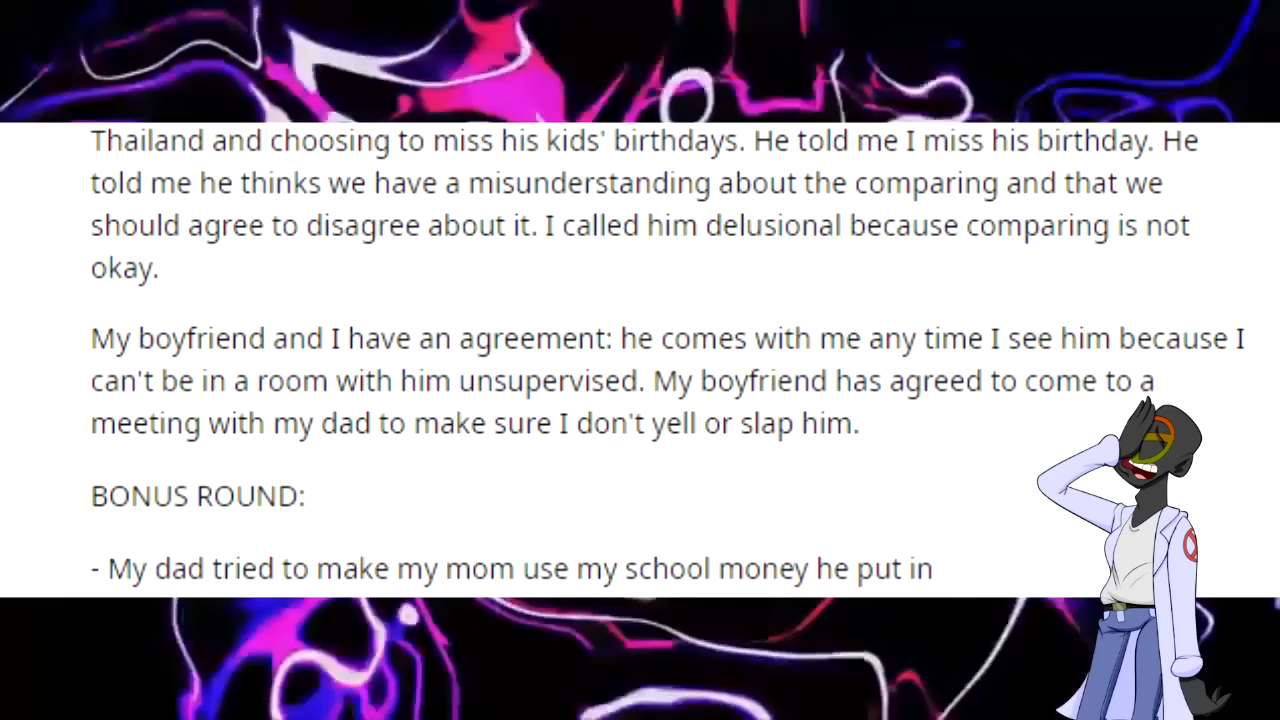 Thailand and choosing to miss his kids' birthdays. He told me I miss his birthday. He
told me he thinks we have a misunderstanding about the comparing and that we
should agree to disagree about it. I called him delusional because comparing is not
okay.
My boyfriend and I have an agreement: he comes with me any time I see him because I
can't be in a room with him unsupervised. My boyfriend has agreed to come to a
meeting with my dad to make sure I don't yell or slap him.
BONUS ROUND:
- My dad tried to make my mom use my school money he put in